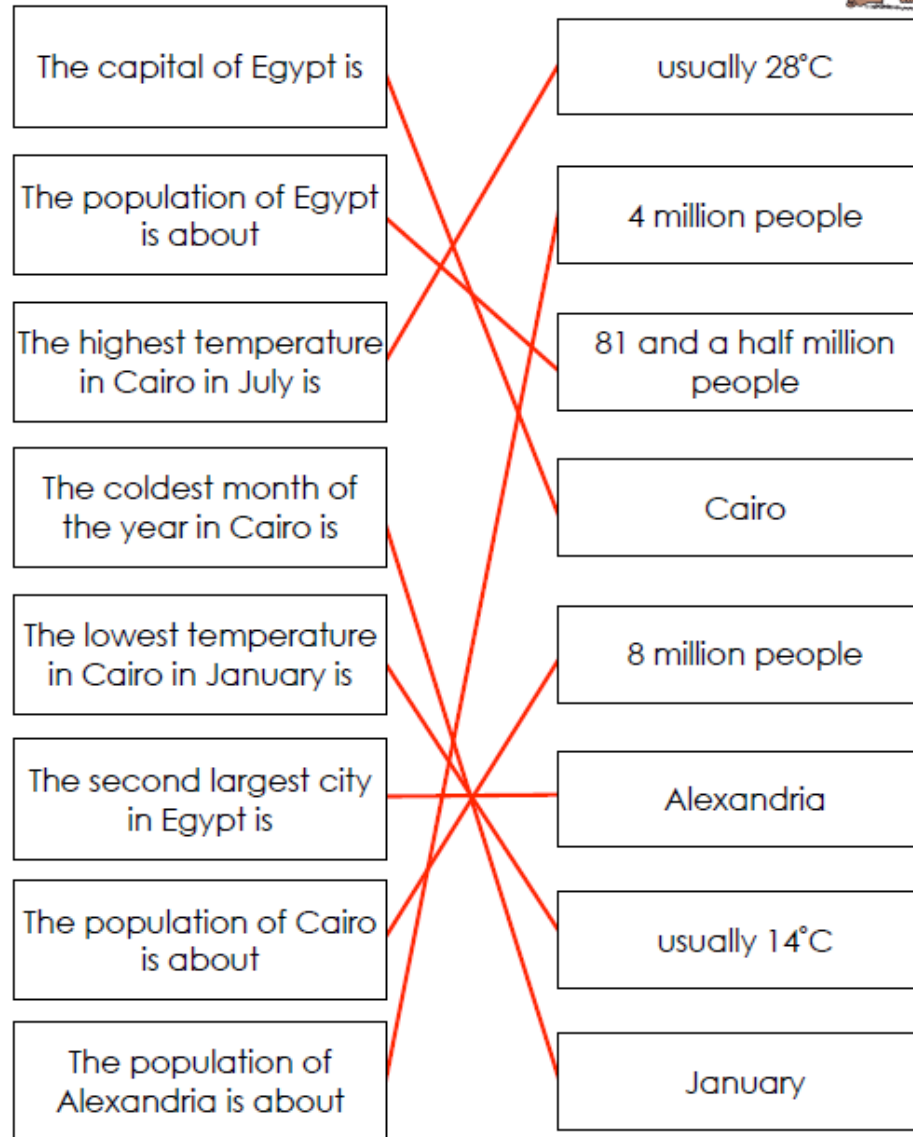 The capital of Egypt is
usually 28°C
The population of Egypt
is about
4 million people
The highest temperature
in Cairo in July is
81 and a half million
people
The coldest month of
the year in Cairo is
Cairo
The lowest temperature
in Cairo in January is
8 million people
The second largest city
in Egypt is
Alexandria
The population of Cairo
is about
usually 14°C
The population of
Alexandria is about
January